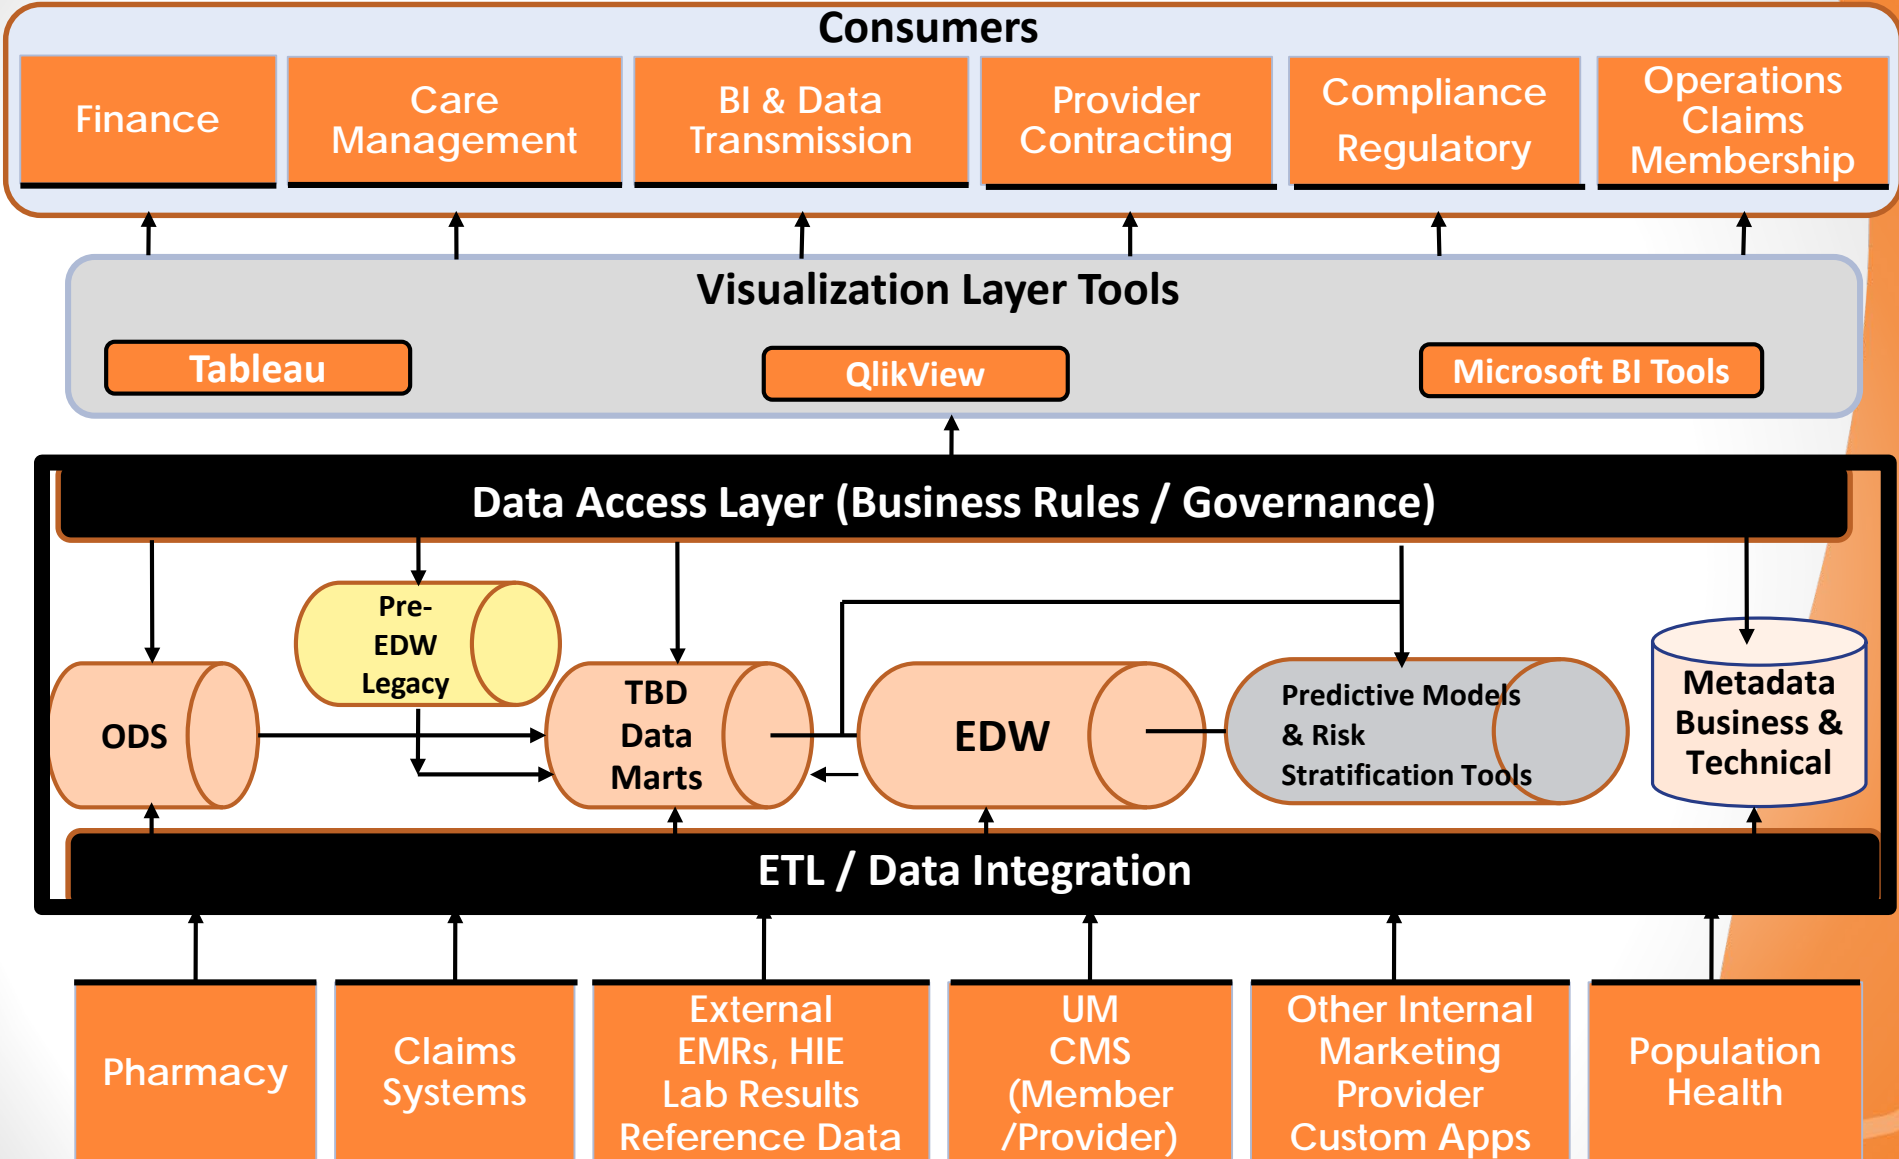 Consumers
Finance
Care
Management
BI & Data
Transmission
Provider
Contracting
Compliance
Regulatory
Operations
Claims
Membership
Visualization Layer Tools
Tableau
QlikView
Microsoft BI Tools
Data Access Layer (Business Rules / Governance)
ODS
Pre-
EDW
Legacy
TBD
Data
Marts
EDW
Predictive Models
& Risk
Stratification Tools
Metadata
Business &
Technical
ETL / Data Integration
Pharmacy
Claims
Systems
External
EMRs, HIE
Lab Results
Reference Data
UM
CMS
(Member
/Provider)
Other Internal
Marketing
Provider
Custom Apps
Population
Health